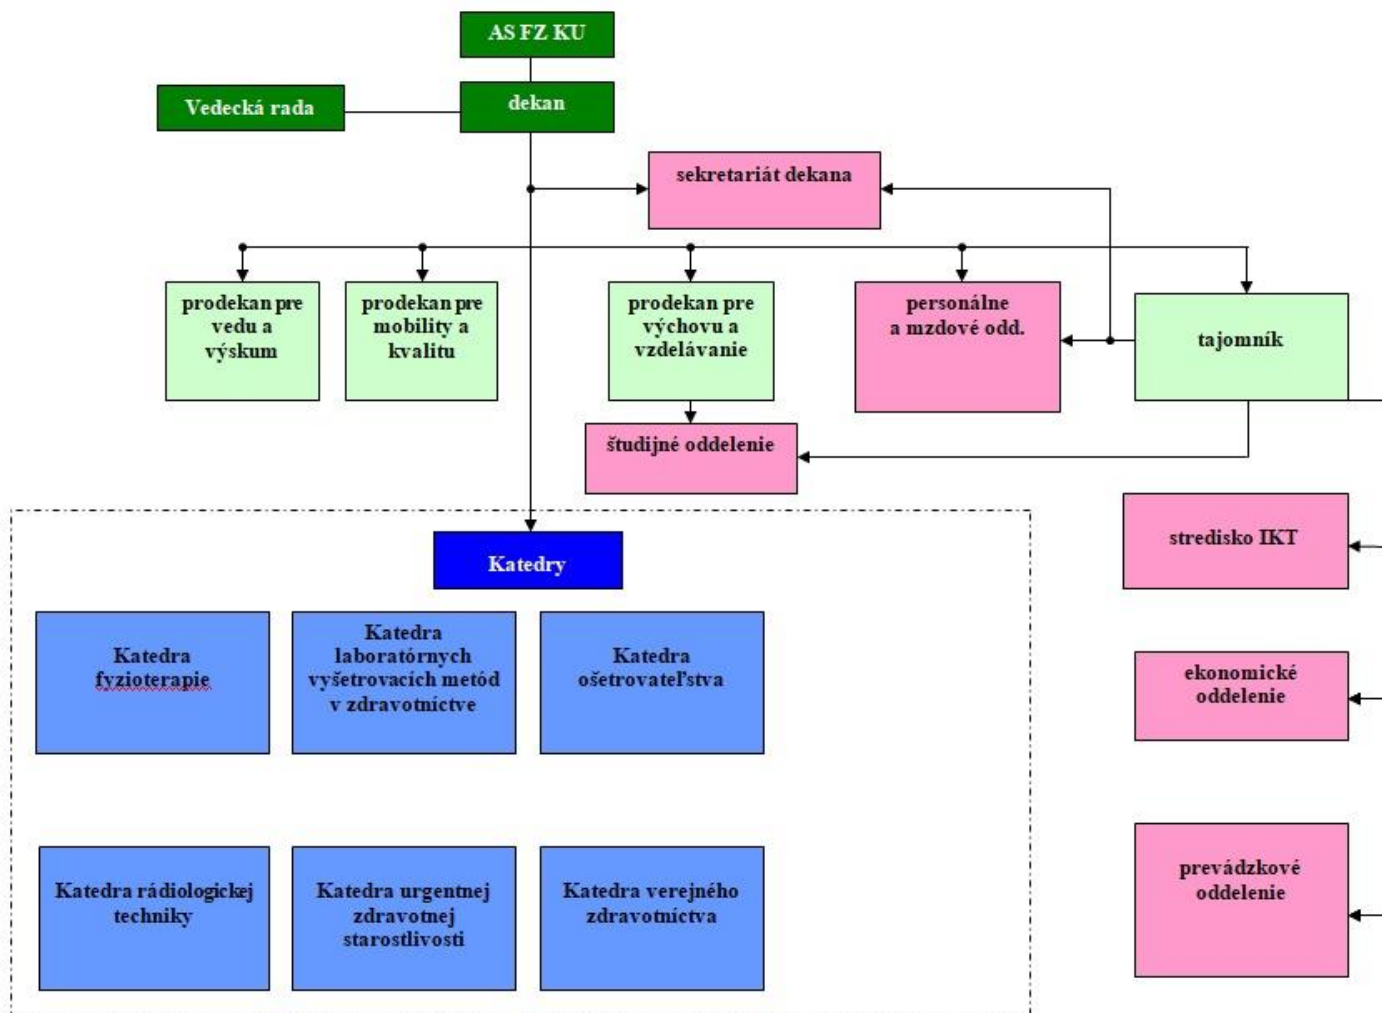 AS FZ KU
Vedecká rada
dekan
sekretariát dekana
prodekan pre
vedu a
výskum
prodekan pre
mobility a
kvalitu
prodekan pre
výchovu a
vzdelávanie
personálne
a mzdové odd.
tajomník
študijné oddelenie
stredisko IKT
Katedry
Katedra
fyzioterapie
Katedra
laboratórnych
vyšetrovacích metód
v zdravotníctve
Katedra
ošetrovateľstva
ekonomické
oddelenie
Katedra rádiologickej
techniky
Katedra urgentnej
zdravotnej
starostlivosti
Katedra verejného
zdravotníctva
prevádzkové
oddelenie